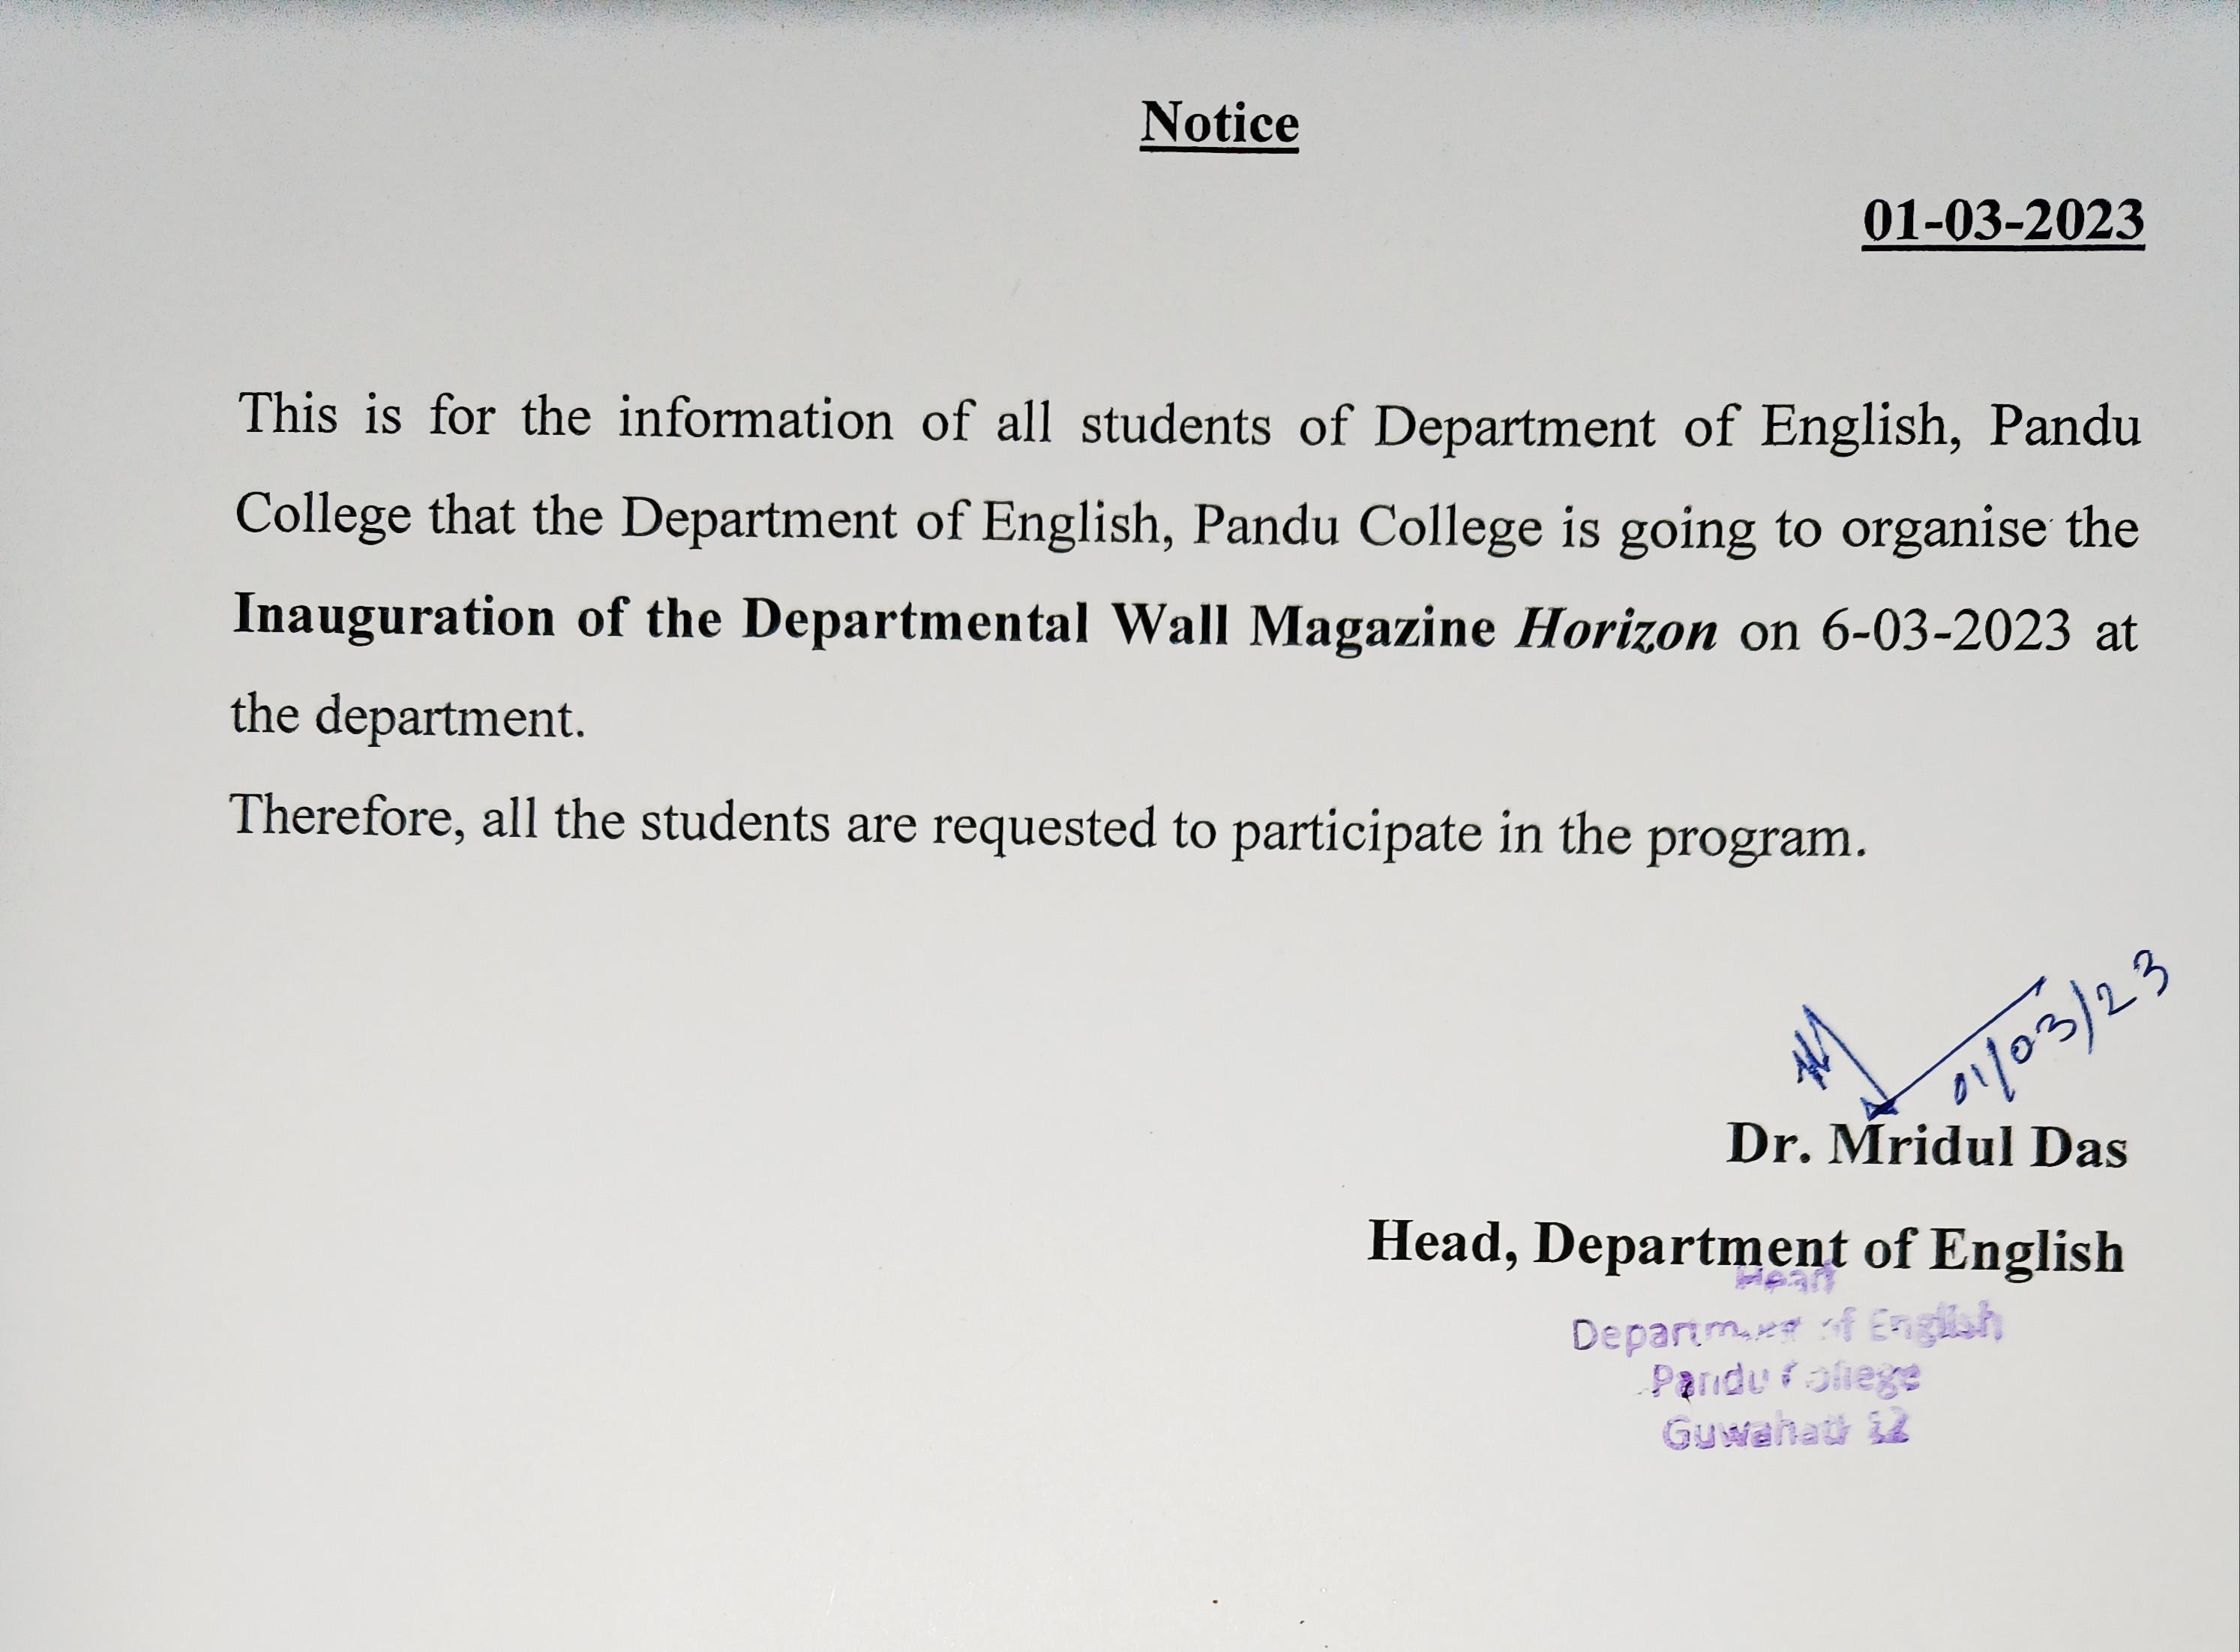 Notice
01-03-2023
This is for the information of all students of Department of English, Pandu
College that the Department of English, Pandu College is going to organise the
Inauguration of the Departmental Wall Magazine Horizon on 6-03-2023 at
the department.
Therefore, all the students are requested to participate in the program.
01/03/23
Dr. Mridul Das
Head, Department of English
Head
Department of English
Pandu College
Guwahati 12